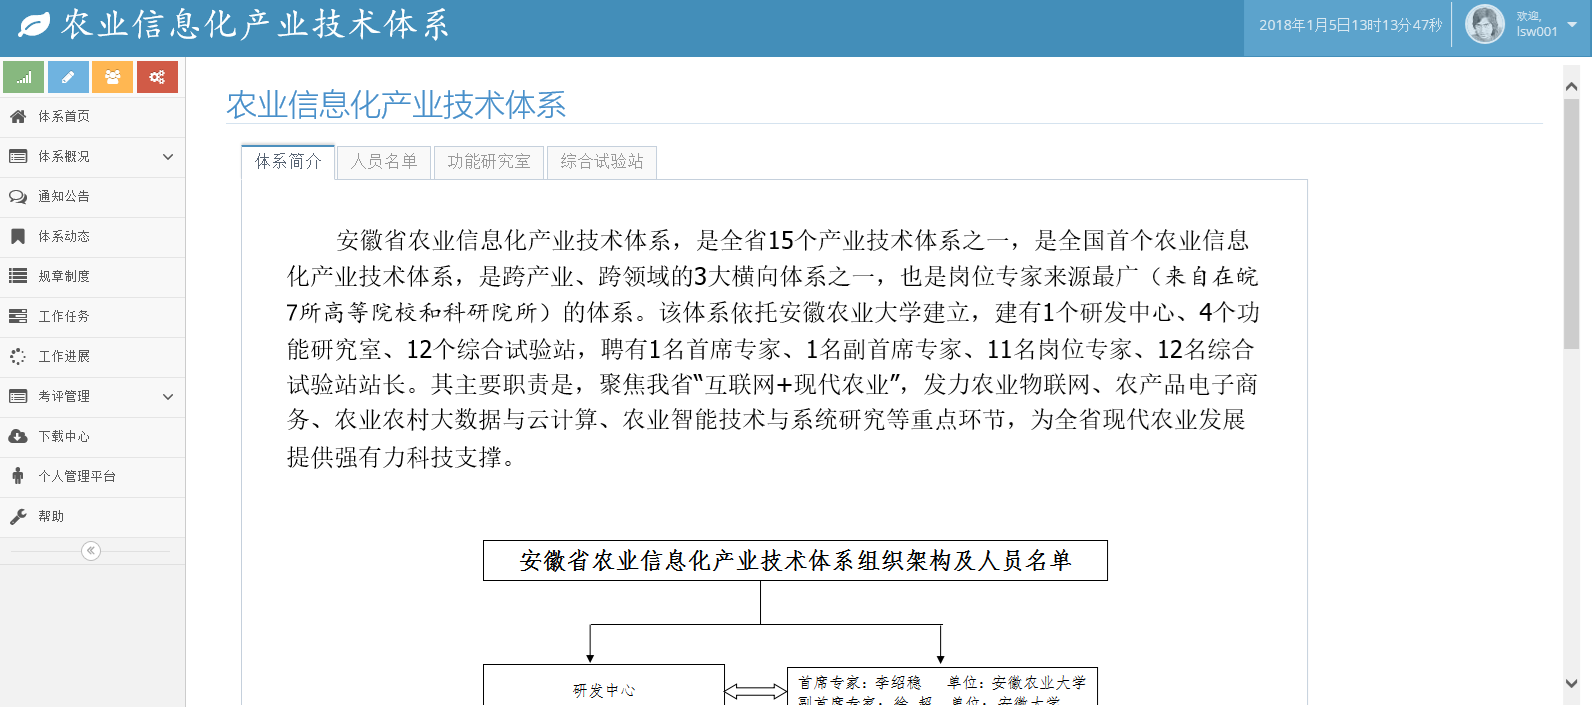 农业信息化产业技术体系
2018年1月5日13时13分47秒
欢迎,
lsw001
体系首页
体系概况
通知公告
体系动态
规章制度
工作任务
工作进展
考评管理
下载中心
个人管理平台
帮助
农业信息化产业技术体系
体系简介 人员名单 功能研究室 综合试验站
安徽省农业信息化产业技术体系，是全省15个产业技术体系之一，是全国首个农业信息
化产业技术体系，是跨产业、跨领域的3大横向体系之一，也是岗位专家来源最广（来自在皖
7所高等院校和科研院所）的体系。该体系依托安徽农业大学建立，建有1个研发中心、4个功
能研究室、12个综合试验站，聘有1名首席专家、1名副首席专家、11名岗位专家、12名综合
试验站站长。其主要职责是，聚焦我省“互联网+现代农业”，发力农业物联网、农产品电子商
务、农业农村大数据与云计算、农业智能技术与系统研究等重点环节，为全省现代农业发展
提供强有力科技支撑。
安徽省农业信息化产业技术体系组织架构及人员名单
研发中心
首席专家：李绍稳 单位：安徽农业大学
副首席专家：徐 超 单位：安徽大学